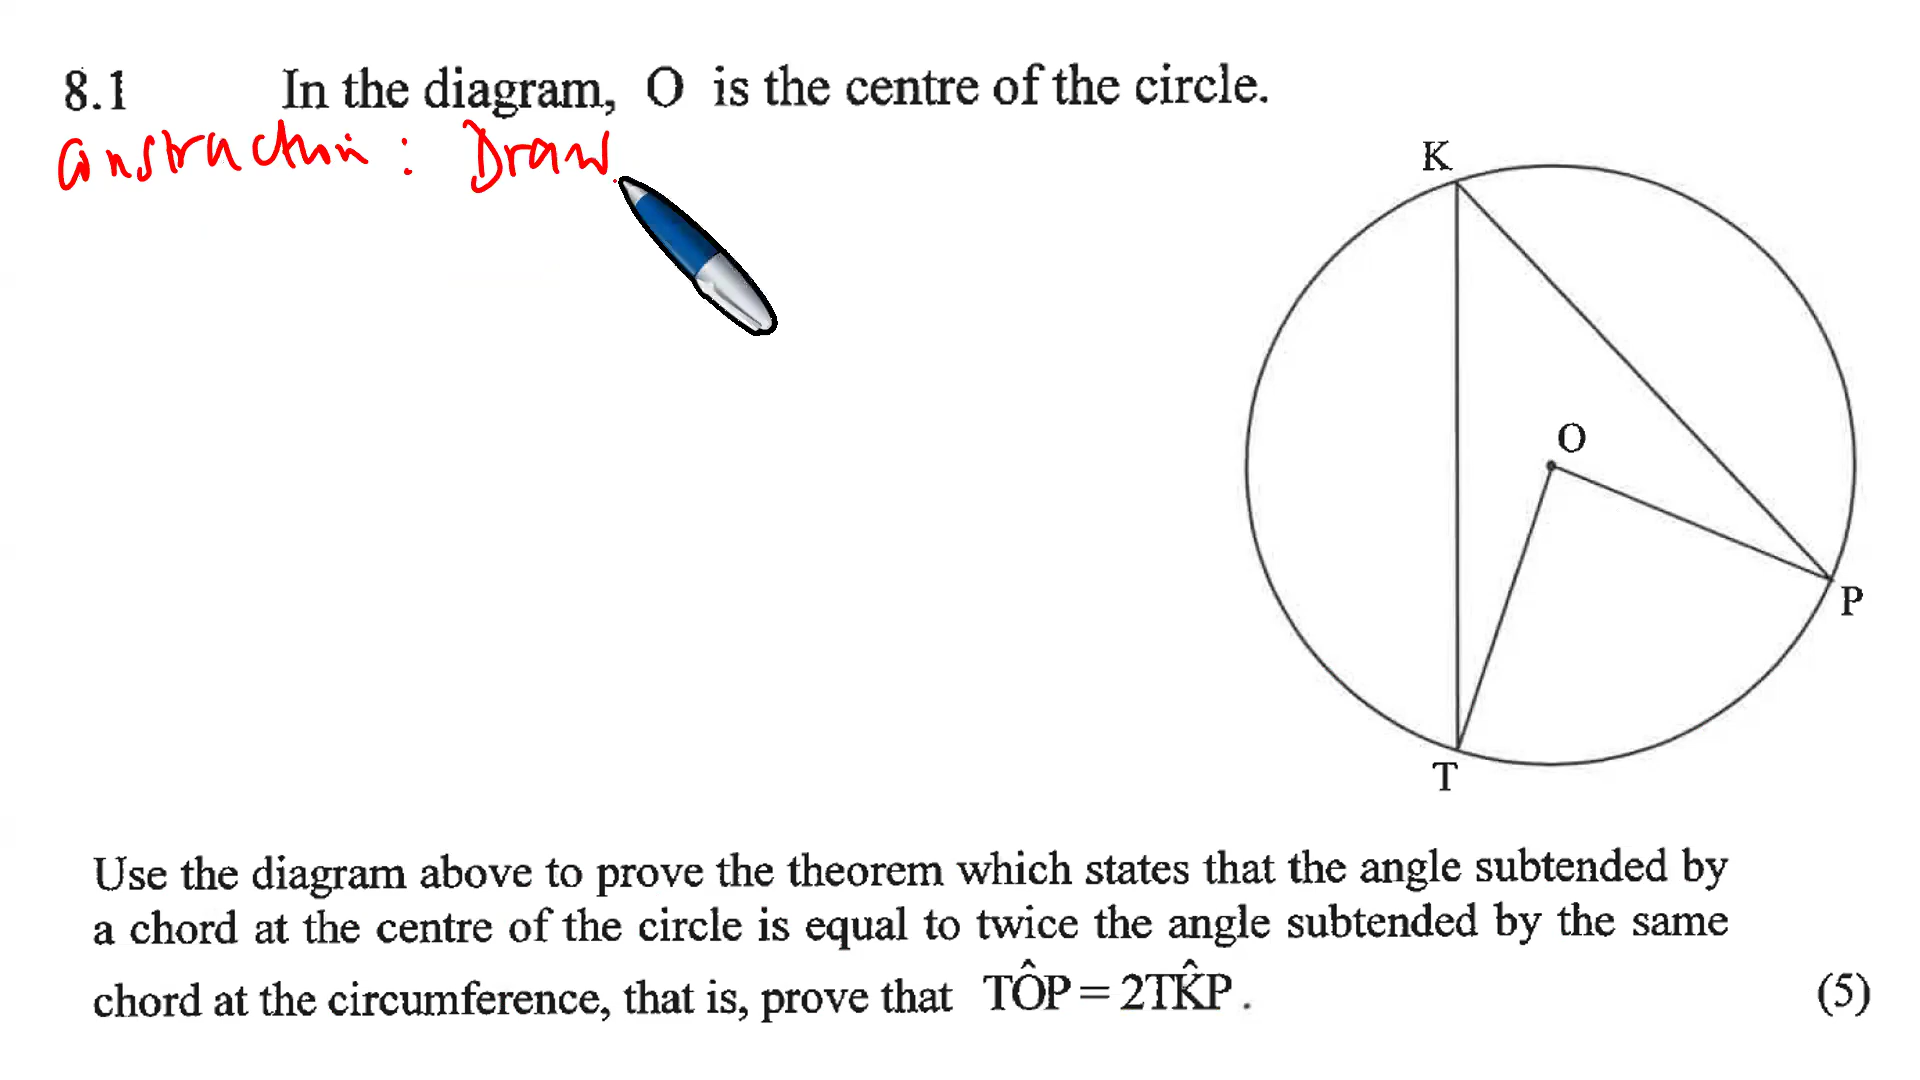 8.1 In the diagram, O is the centre of the circle.
Construction : Draw
K
O
P
T
Use the diagram above to prove the theorem which states that the angle subtended by
a chord at the centre of the circle is equal to twice the angle subtended by the same
chord at the circumference, that is, prove that TÔP = 2TK̂P .
(5)